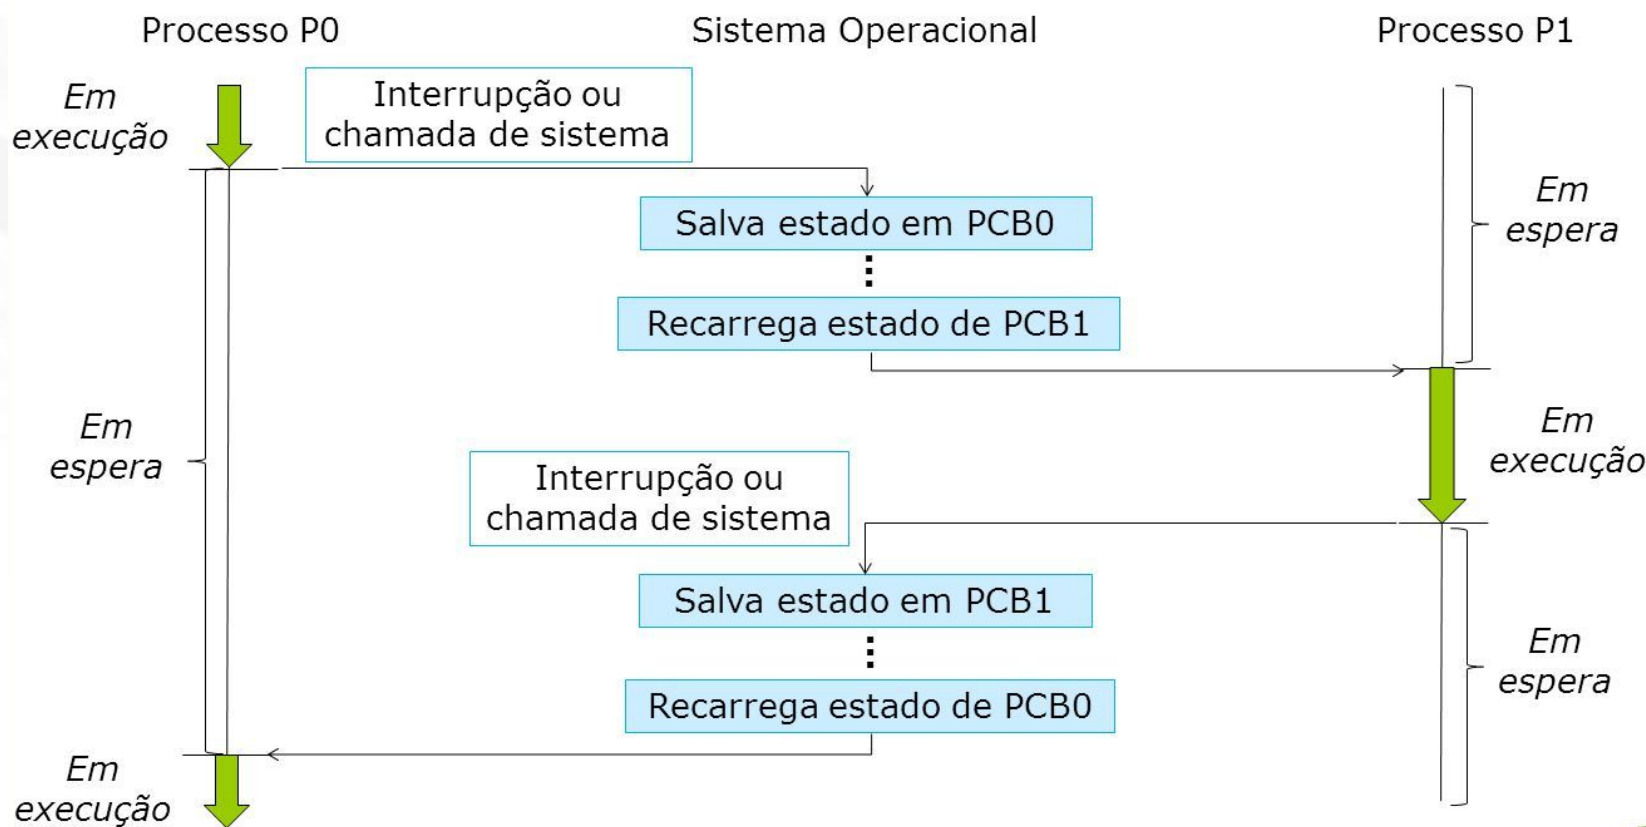 Processo P0
Sistema Operacional
Processo P1
Em
execução
Interrupção ou
chamada de sistema
Salva estado em PCB0
Em
espera
Recarrega estado de PCB1
Em
espera
Em
execução
Interrupção ou
chamada de sistema
Salva estado em PCB1
Em
espera
Recarrega estado de PCB0
Em
execução